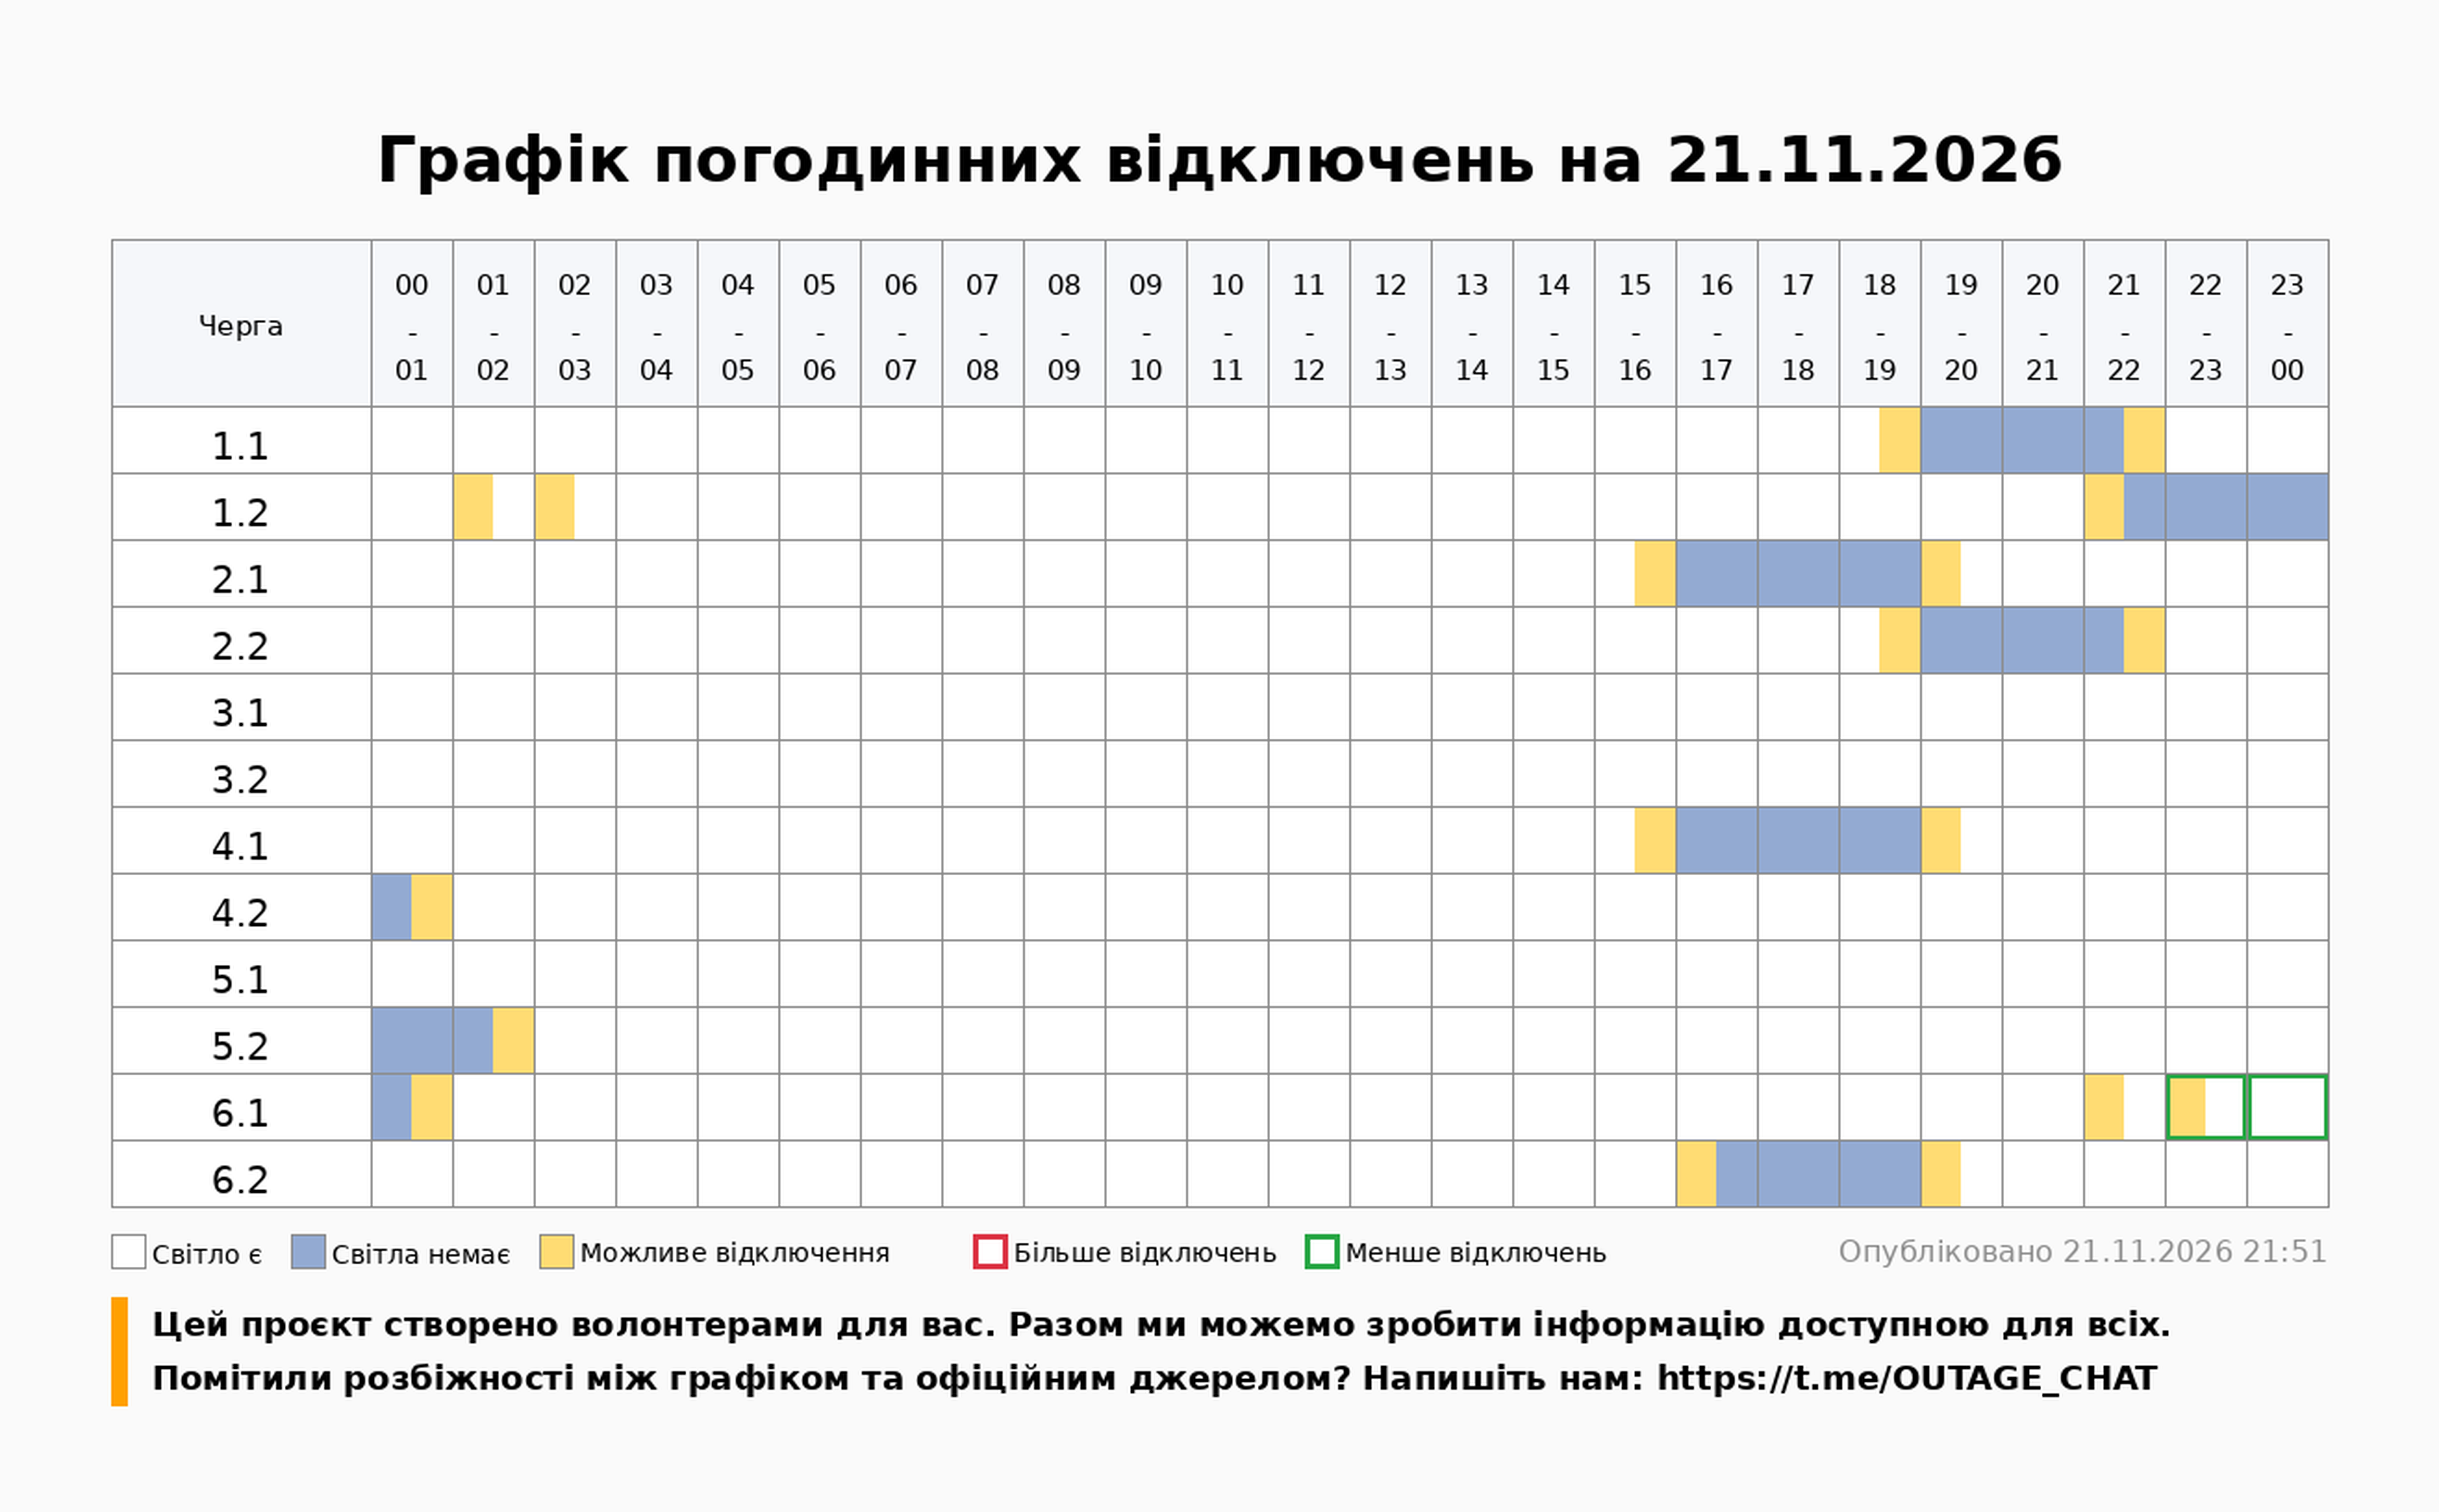 Графік погодинних відключень на 21.11.2026
Черга 00 - 01 01 - 02 02 - 03 03 - 04 04 - 05 05 - 06 06 - 07 07 - 08 08 - 09 09 - 10 10 - 11 11 - 12 12 - 13 13 - 14 14 - 15 15 - 16 16 - 17 17 - 18 18 - 19 19 - 20 20 - 21 21 - 22 22 - 23 23 - 00
1.1
1.2
2.1
2.2
3.1
3.2
4.1
4.2
5.1
5.2
6.1
6.2
Світло є Світла немає Можливе відключення Більше відключень Менше відключень Опубліковано 21.11.2026 21:51
Цей проєкт створено волонтерами для вас. Разом ми можемо зробити інформацію доступною для всіх.
Помітили розбіжності між графіком та офіційним джерелом? Напишіть нам: https://t.me/OUTAGE_CHAT